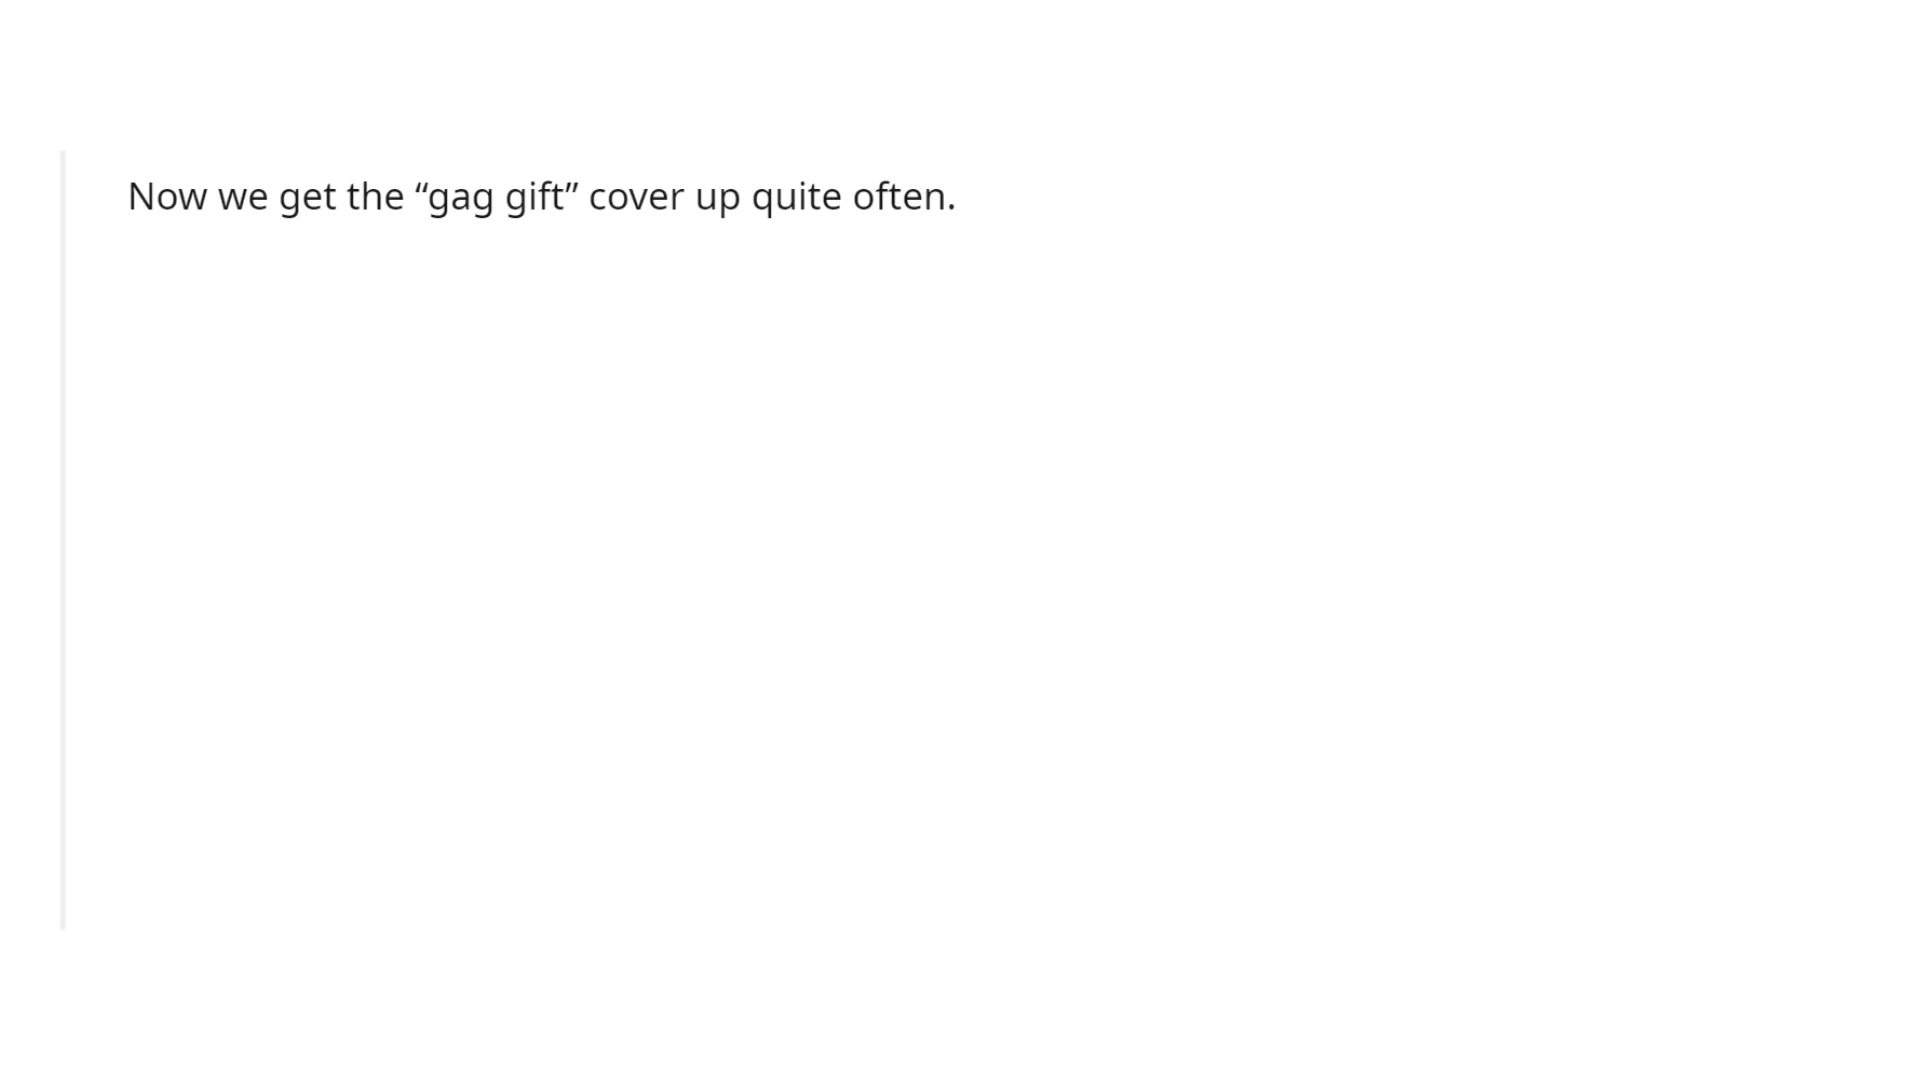 Now we get the “gag gift” cover up quite often.